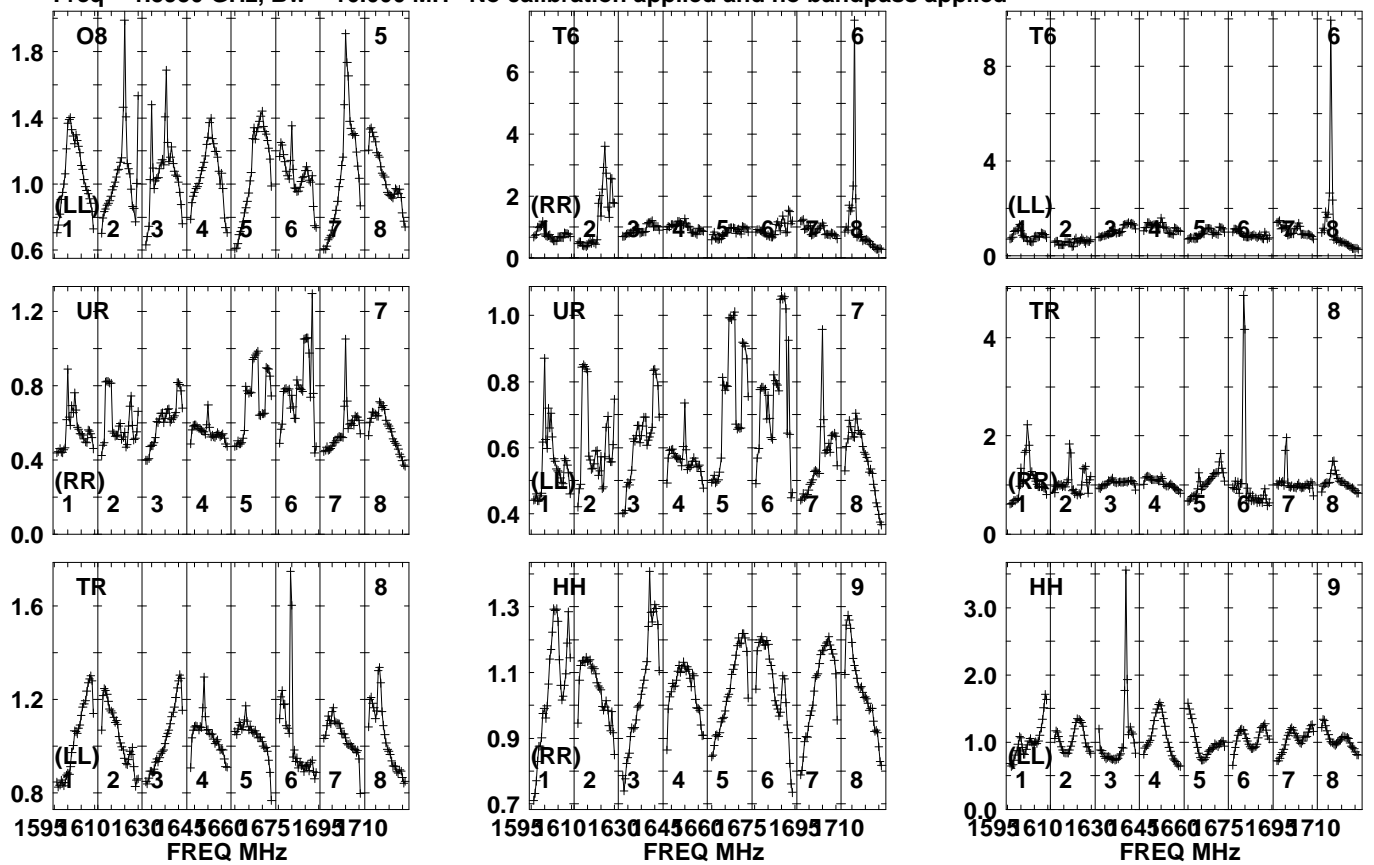 Freq = GHz, Bw = MH No calibration applied and no bandpass applied
O8 5
1.8
1.4
1.0
0.6
(LL)
1 2 3 4 5 6 7 8
T6 6
6
4
2
0
(RR)
1 2 3 4 5 6 7 8
T6 6
8
4
0
(LL)
1 2 3 4 5 6 7 8
UR 7
1.2
0.8
0.4
0.0
(RR)
1 2 3 4 5 6 7 8
UR 7
1.0
0.8
0.6
0.4
(LL)
1 2 3 4 5 6 7 8
TR 8
4
2
0
(RR)
1 2 3 4 5 6 7 8
TR 8
1.6
1.2
0.8
(LL)
1 2 3 4 5 6 7 8
1595 1610 1630 1645 1660 1675 1695 1710
FREQ MHz
HH 9
1.3
1.1
0.9
0.7
(RR)
1 2 3 4 5 6 7 8
1595 1610 1630 1645 1660 1675 1695 1710
FREQ MHz
HH 9
3.0
2.0
1.0
0.0
(LL)
1 2 3 4 5 6 7 8
1595 1610 1630 1645 1660 1675 1695 1710
FREQ MHz